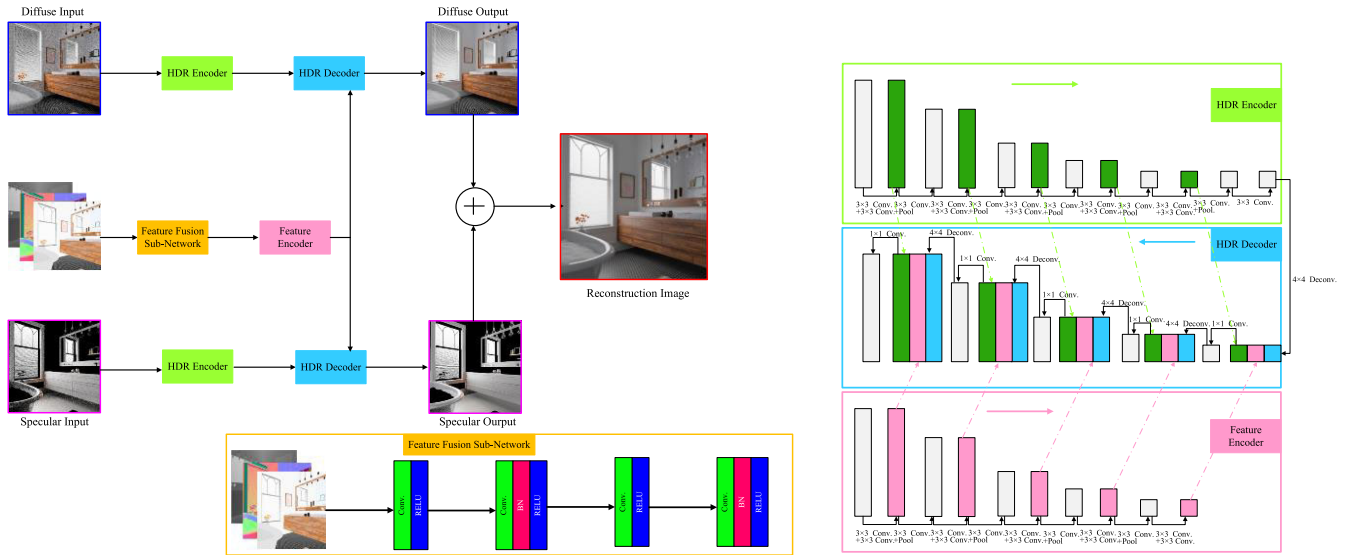 Diffuse Input
Diffuse Output
HDR Encoder
HDR Decoder
Feature Fusion
Sub-Network
Feature
Encoder
Reconstruction Image
HDR Encoder
HDR Decoder
Specular Input
Specular Output
Feature Fusion Sub-Network
Conv.
RELU
Conv.
BN
RELU
Conv.
RELU
Conv.
BN
RELU
HDR Encoder
3×3 Conv.
+3×3 Conv.
3×3 Conv.
+Pool
3×3 Conv.
+3×3 Conv.
3×3 Conv.
+Pool
3×3 Conv.
+3×3 Conv.
3×3 Conv.
+Pool
3×3 Conv.
+3×3 Conv.
3×3 Conv.
+Pool
3×3 Conv.
+3×3 Conv.
3×3 Conv.
+Pool.
3×3 Conv.
HDR Decoder
1×1 Conv.
4×4 Deconv.
1×1 Conv.
4×4 Deconv.
1×1 Conv.
4×4 Deconv.
1×1 Conv.
4×4 Deconv.
1×1 Conv.
4×4 Deconv.
Feature
Encoder
3×3 Conv.
+3×3 Conv.
3×3 Conv.
+Pool
3×3 Conv.
+3×3 Conv.
3×3 Conv.
+Pool
3×3 Conv.
+3×3 Conv.
3×3 Conv.
+Pool
3×3 Conv.
+3×3 Conv.
3×3 Conv.
+Pool
3×3 Conv.
+3×3 Conv.